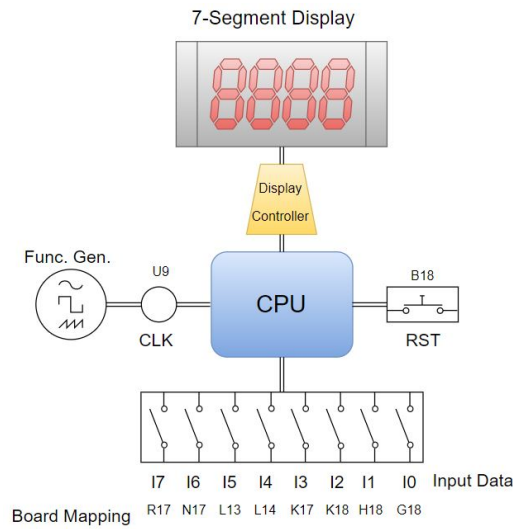 7-Segment Display
8888
Display
Controller
Func. Gen.
U9
CPU
B18
CLK
RST
I7 I6 I5 I4 I3 I2 I1 I0 Input Data
Board Mapping R17 N17 L13 L14 K17 K18 H18 G18